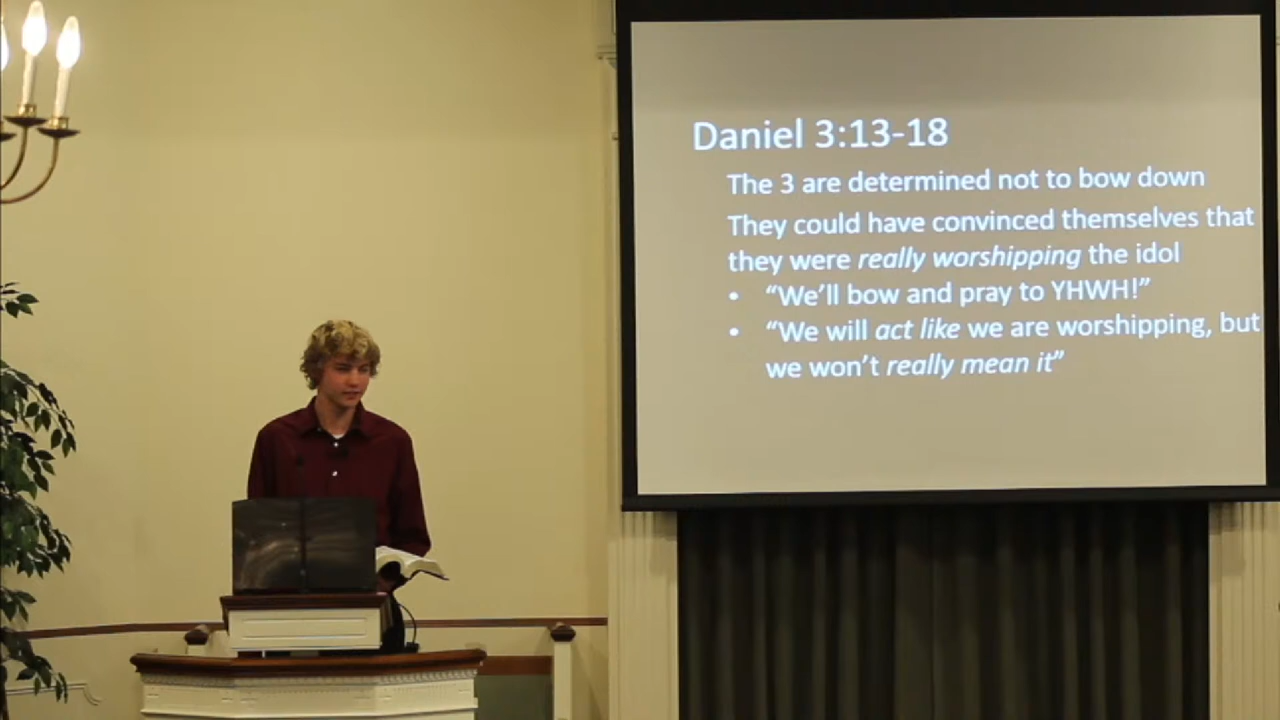 Daniel 3:13-18
The 3 are determined not to bow down
They could have convinced themselves that
they were really worshipping the idol
• “We’ll bow and pray to YHWH!”
• “We will act like we are worshipping, but
we won’t really mean it”